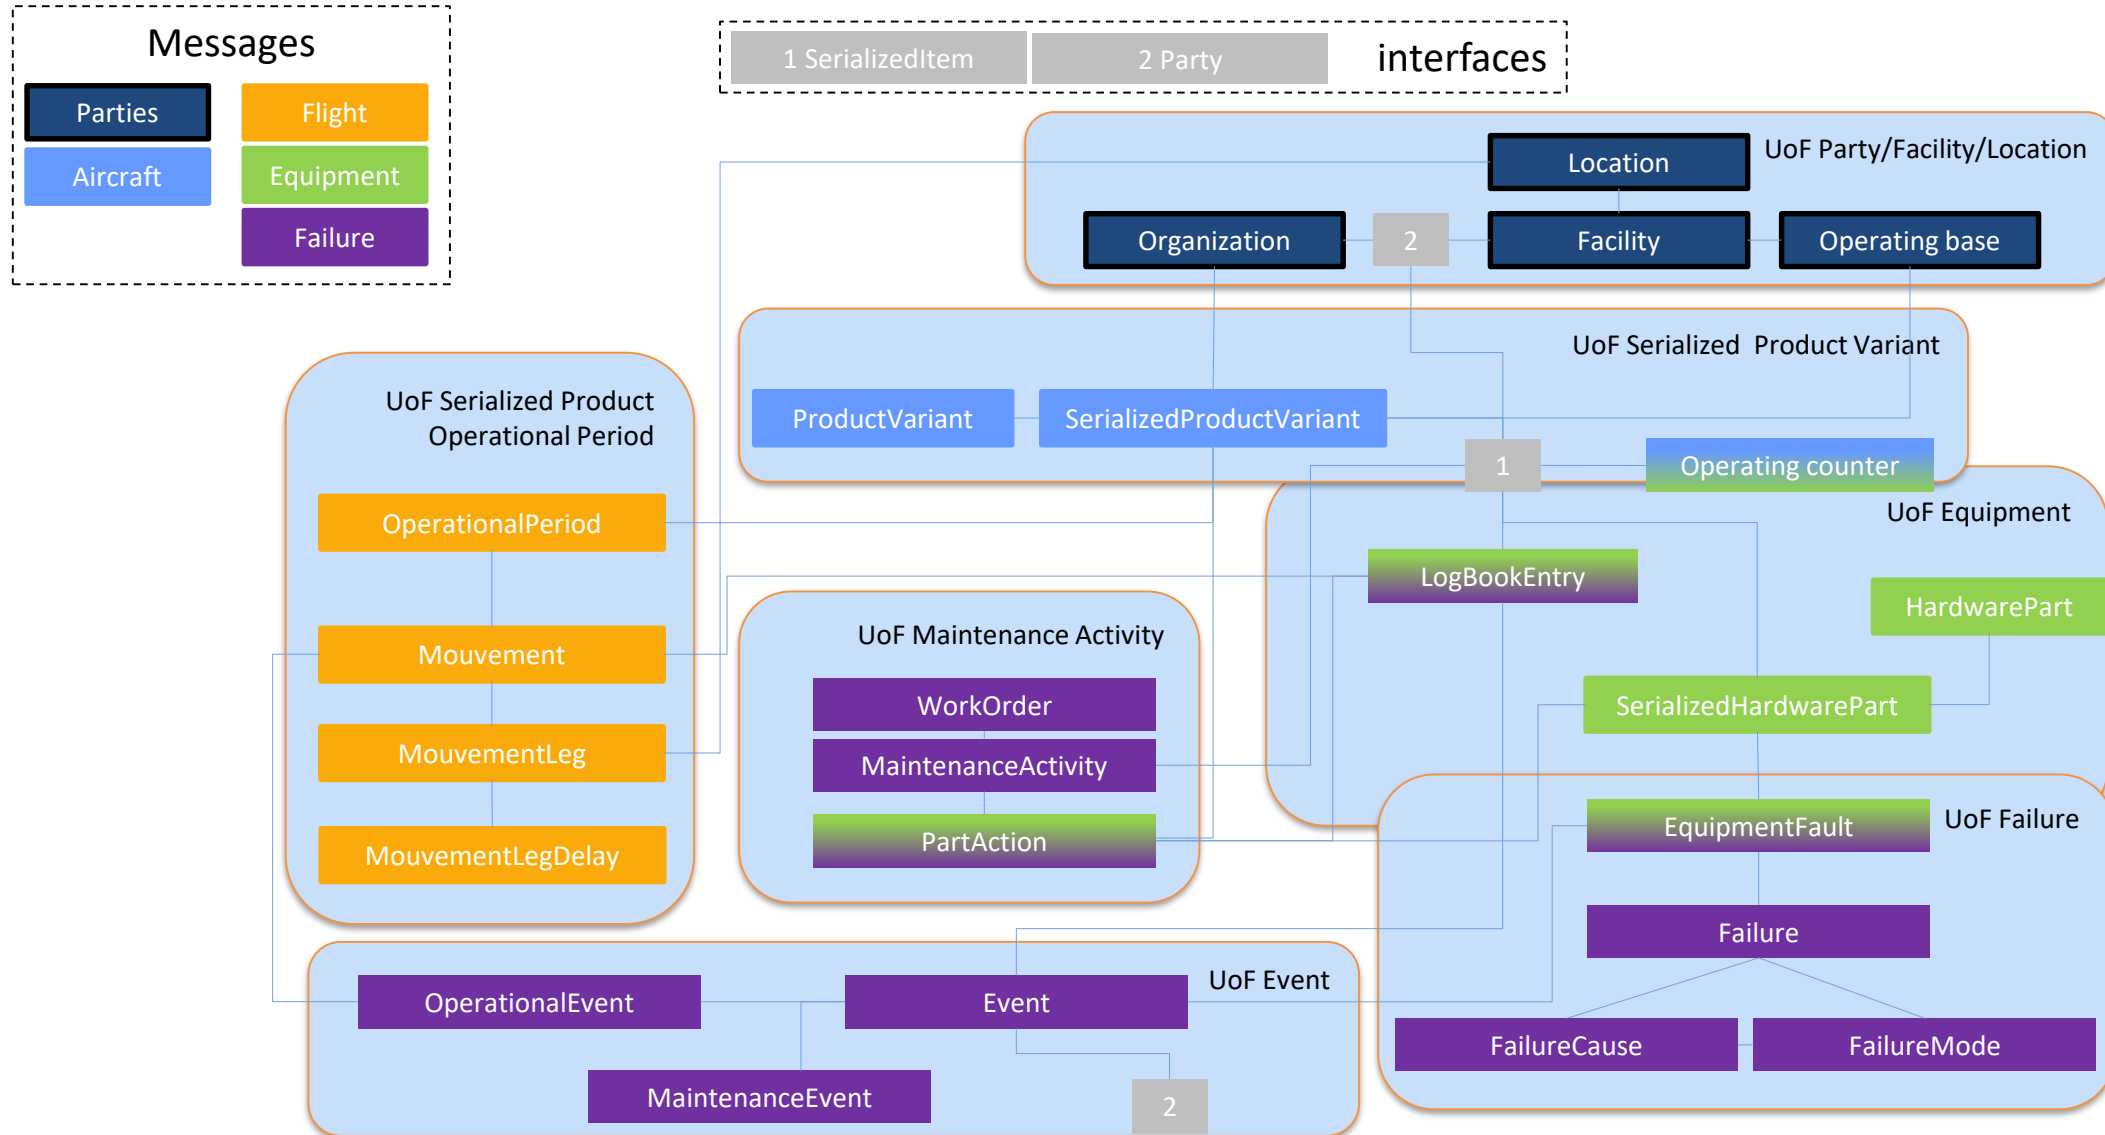 Messages
Parties
Flight
Aircraft
Equipment
Failure
1 SerializedItem
2 Party
interfaces
UoF Party/Facility/Location
Location
Organization
2
Facility
Operating base
UoF Serialized  Product Variant
ProductVariant
SerializedProductVariant
1
Operating counter
UoF Serialized Product
Operational Period
OperationalPeriod
Mouvement
MouvementLeg
MouvementLegDelay
UoF Equipment
LogBookEntry
HardwarePart
SerializedHardwarePart
UoF Maintenance Activity
WorkOrder
MaintenanceActivity
PartAction
UoF Failure
EquipmentFault
Failure
FailureCause
FailureMode
UoF Event
OperationalEvent
Event
MaintenanceEvent
2